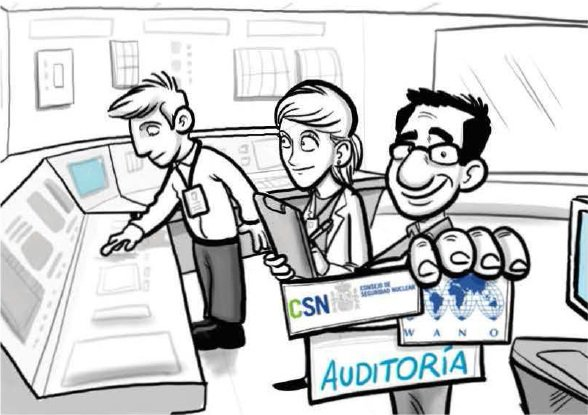 CSN
CONSEJO DE
SEGURIDAD NUCLEAR
WANO
AUDITORÍA